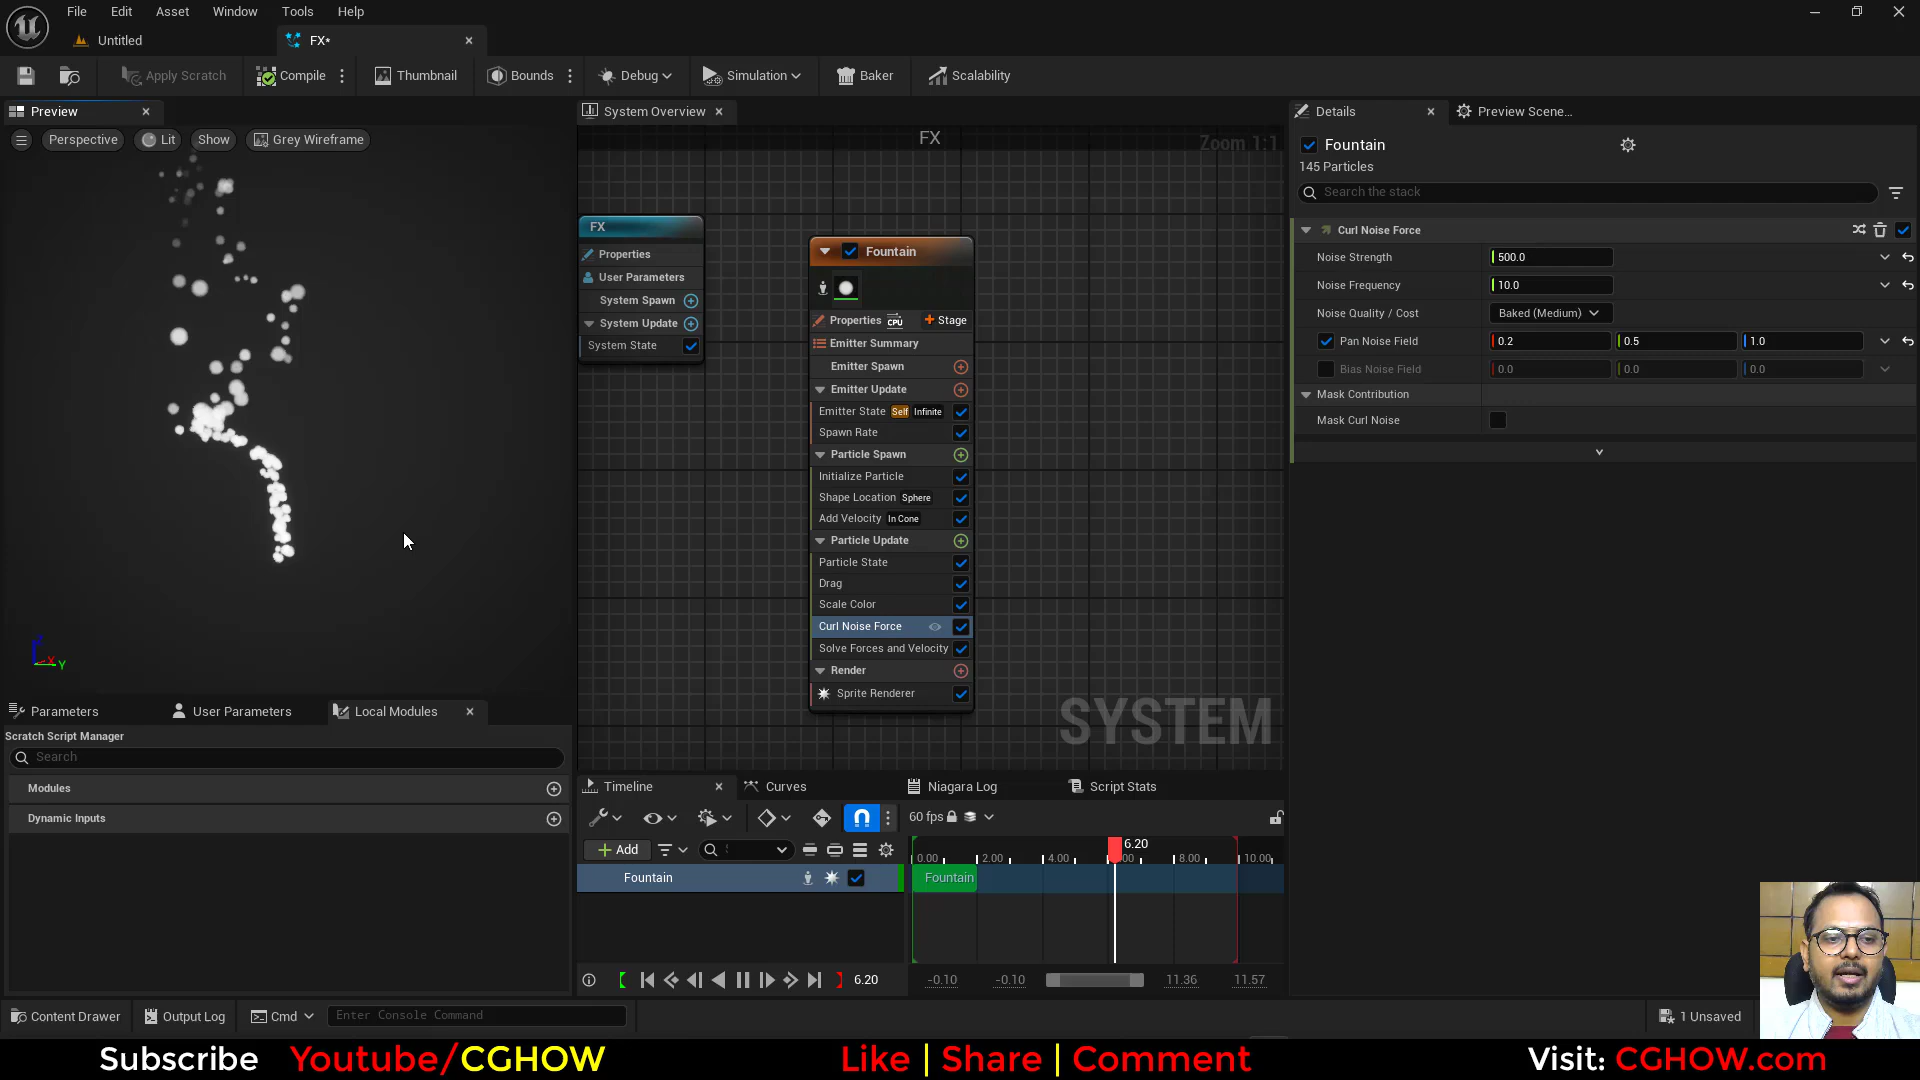 File Edit Asset Window Tools Help
Untitled FX*
Apply Scratch Compile Thumbnail Bounds Debug Simulation Baker Scalability
Preview System Overview Details Preview Scene...
Perspective Lit Show Grey Wireframe
FX Zoom 1:1
Fountain
145 Particles
Search the stack
Curl Noise Force
Noise Strength 500.0
Noise Frequency 10.0
Noise Quality / Cost Baked (Medium)
Pan Noise Field 0.2 0.5 1.0
Bias Noise Field 0.0 0.0 0.0
Mask Contribution
Mask Curl Noise
FX
Properties
User Parameters
System Spawn
System Update
System State
Fountain
Properties CPU Stage
Emitter Summary
Emitter Spawn
Emitter Update
Emitter State Self Infinite
Spawn Rate
Particle Spawn
Initialize Particle
Shape Location Sphere
Add Velocity In Cone
Particle Update
Particle State
Drag
Scale Color
Curl Noise Force
Solve Forces and Velocity
Render
Sprite Renderer
SYSTEM
X Y
Parameters User Parameters Local Modules
Scratch Script Manager
Search
Modules
Dynamic Inputs
Timeline Curves Niagara Log Script Stats
60 fps
Add 6.20
0.00 2.00 4.00 8.00 10.00
Fountain Fountain
6.20 -0.10 -0.10 11.36 11.57
Content Drawer Output Log Cmd Enter Console Command 1 Unsaved
Subscribe Youtube/CGHOW Like | Share | Comment Visit: CGHOW.com